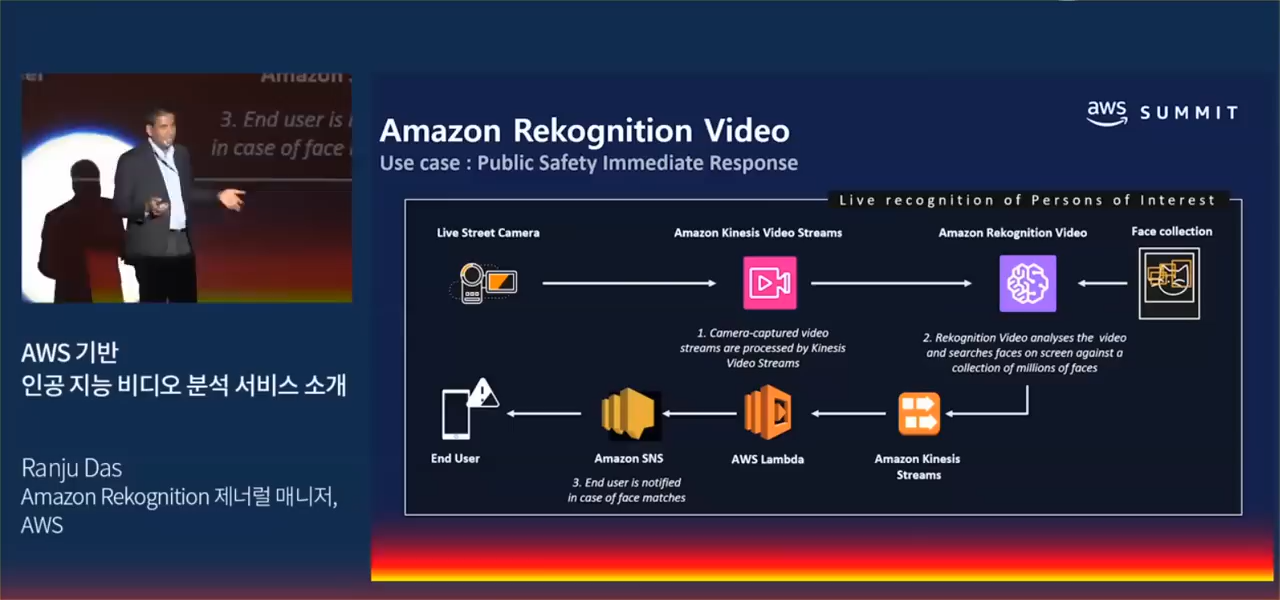 Amazon
3. End user is
in case of face
AWS 기반
인공 지능 비디오 분석 서비스 소개
Ranju Das
Amazon Rekognition 제너럴 매니저,
AWS
aws SUMMIT
Amazon Rekognition Video
Use case : Public Safety Immediate Response
Live recognition of Persons of Interest
Live Street Camera
Amazon Kinesis Video Streams
Amazon Rekognition Video
Face collection
1. Camera-captured video
streams are processed by Kinesis
Video Streams
2. Rekognition Video analyses the video
and searches faces on screen against a
collection of millions of faces
End User
Amazon SNS
AWS Lambda
Amazon Kinesis
Streams
3. End user is notified
in case of face matches